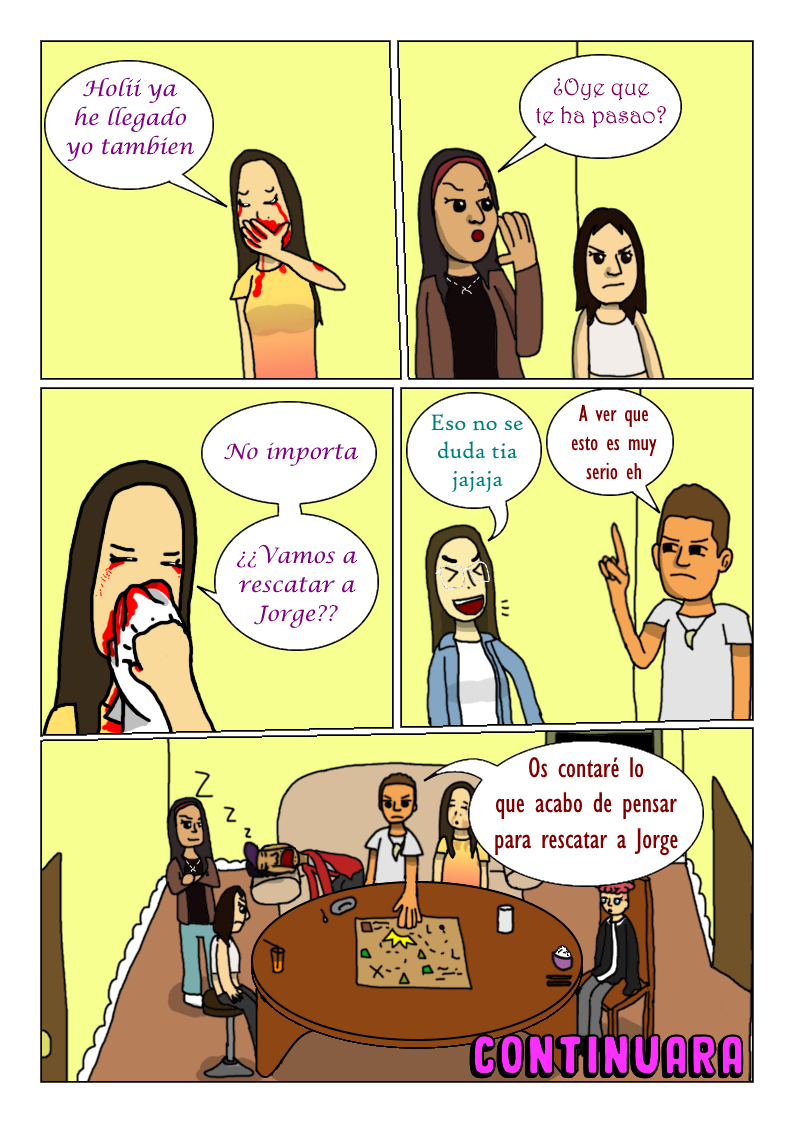 Holii ya
he llegado
yo tambien
¿Oye que
te ha pasao?
No importa
¿¿Vamos a
rescatar a
Jorge??
Eso no se
duda tia
jajaja
A ver que
esto es muy
serio eh
Z
z
z
Os contaré lo
que acabo de pensar
para rescatar a Jorge
CONTINUARA